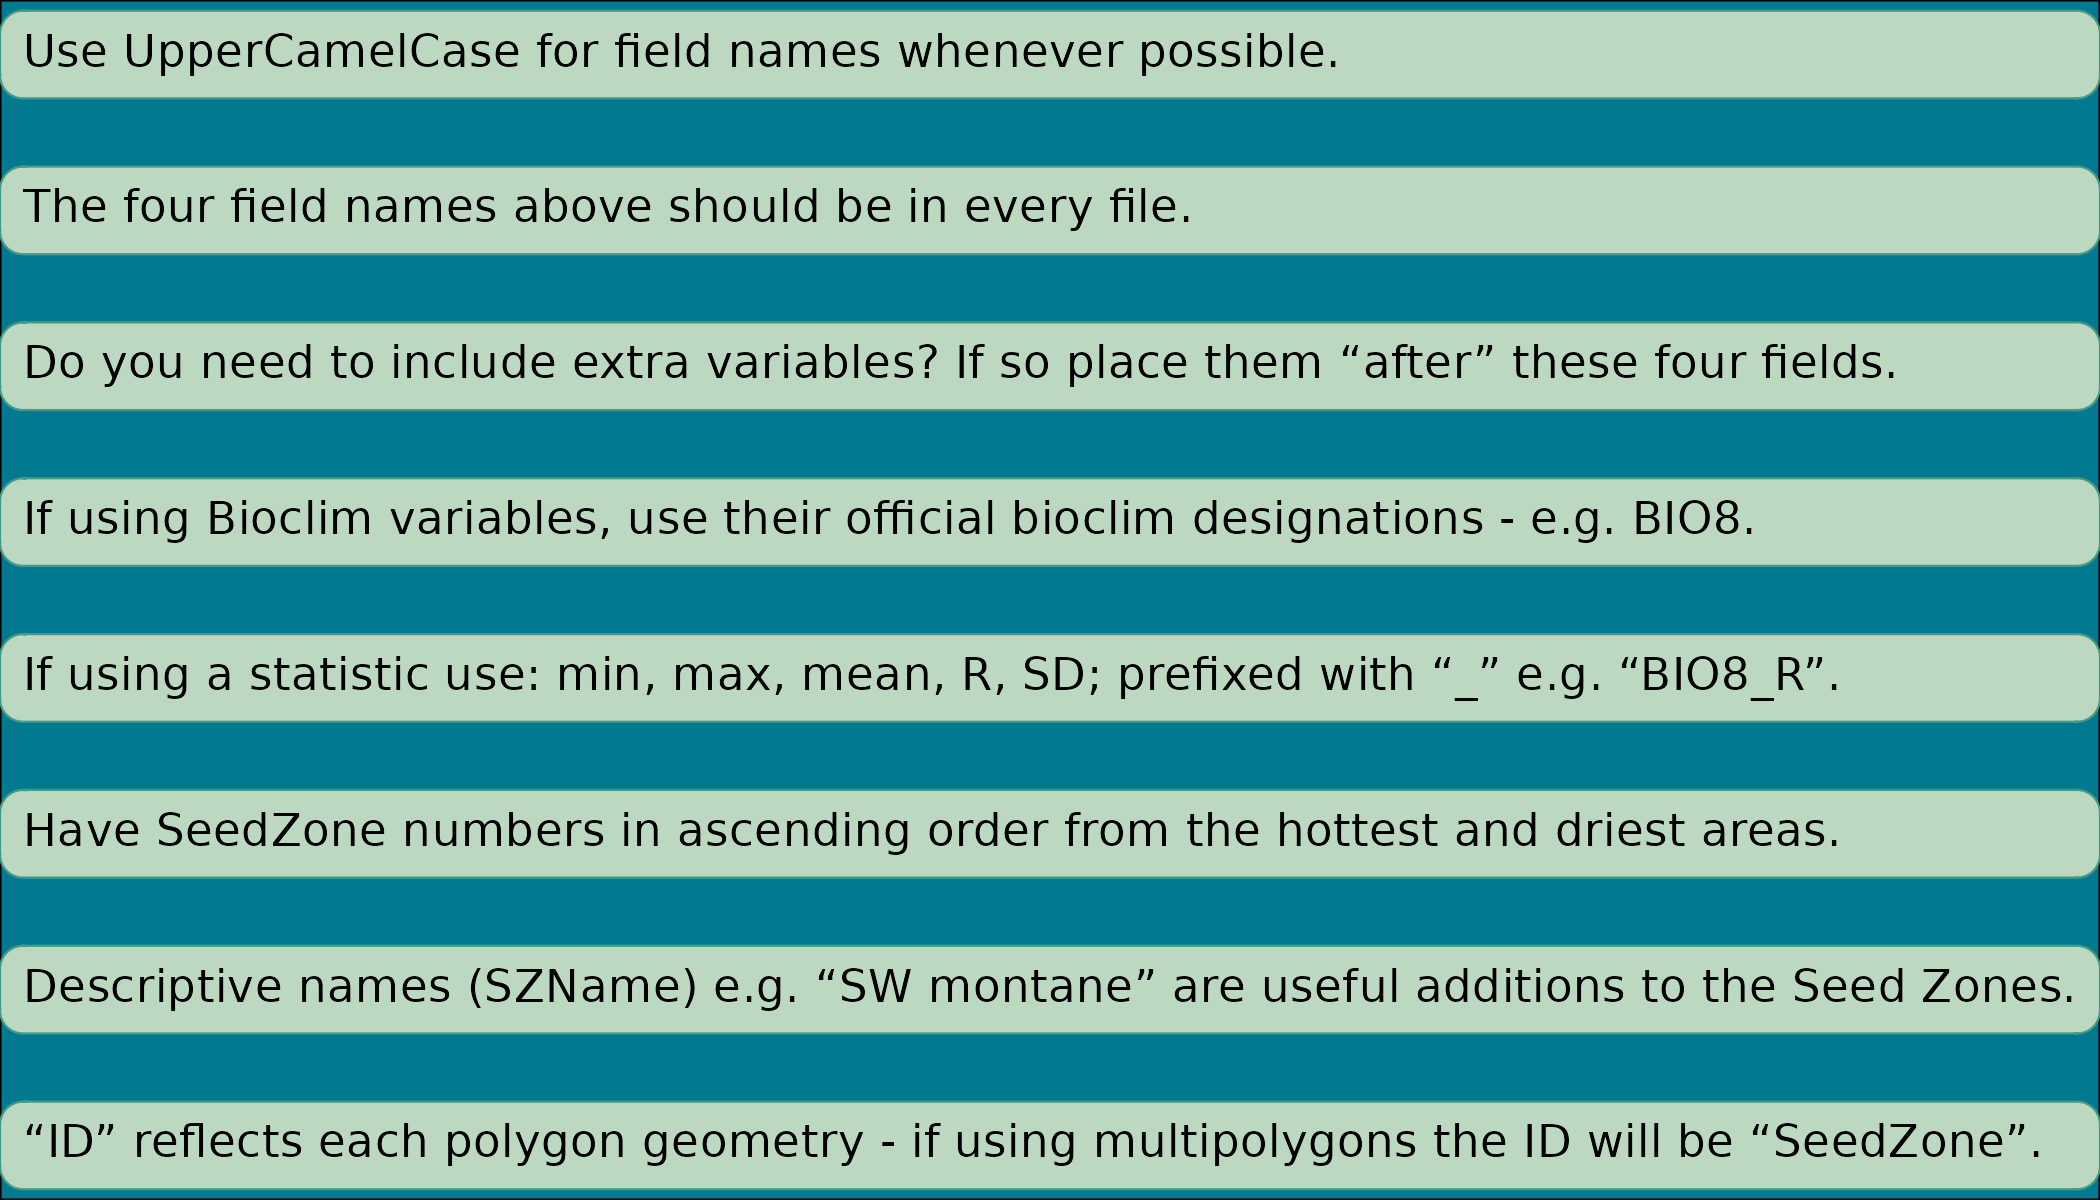 Use UpperCamelCase for field names whenever possible.
The four field names above should be in every file.
Do you need to include extra variables? If so place them “after” these four fields.
If using Bioclim variables, use their official bioclim designations - e.g. BIO8.
If using a statistic use: min, max, mean, R, SD; prefixed with “_” e.g. “BIO8_R”.
Have SeedZone numbers in ascending order from the hottest and driest areas.
Descriptive names (SZName) e.g. “SW montane” are useful additions to the Seed Zones.
“ID” reflects each polygon geometry - if using multipolygons the ID will be “SeedZone”.